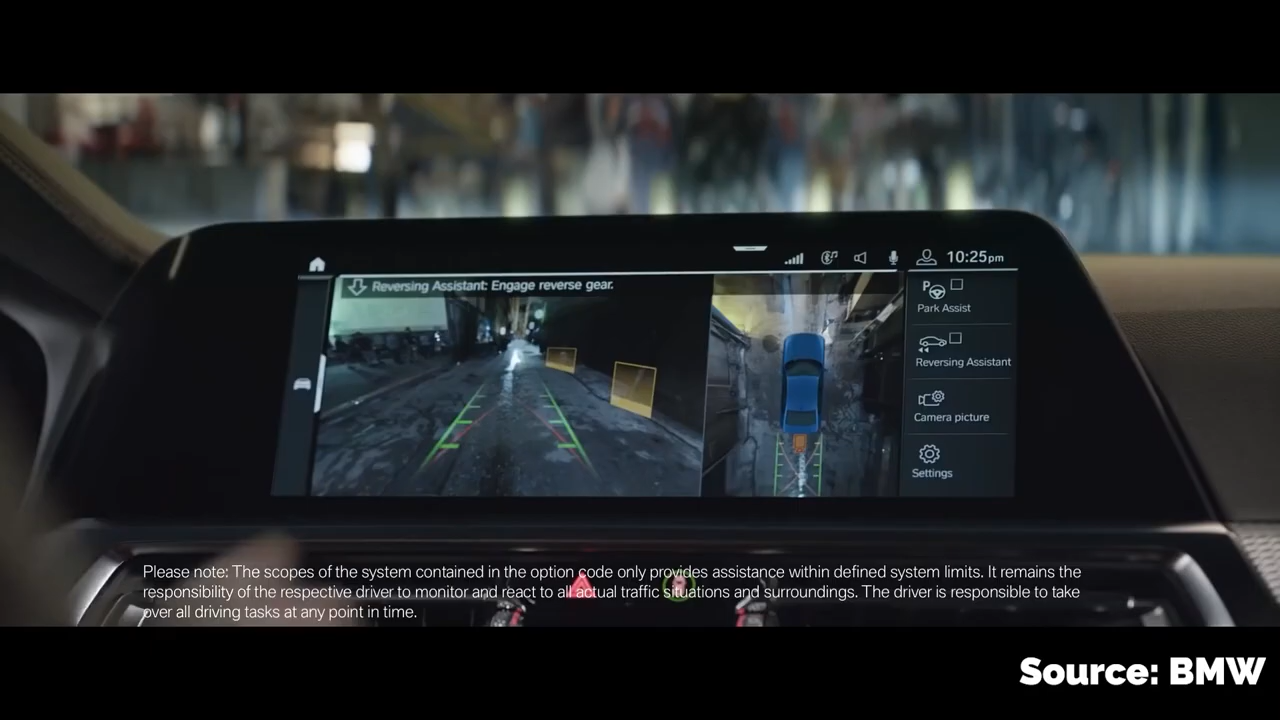 10:25pm
Reversing Assistant: Engage reverse gear.
P
Park Assist
Reversing Assistant
Camera picture
Settings
Please note: The scopes of the system contained in the option code only provides assistance within defined system limits. It remains the
responsibility of the respective driver to monitor and react to all actual traffic situations and surroundings. The driver is responsible to take
over all driving tasks at any point in time.
Source: BMW